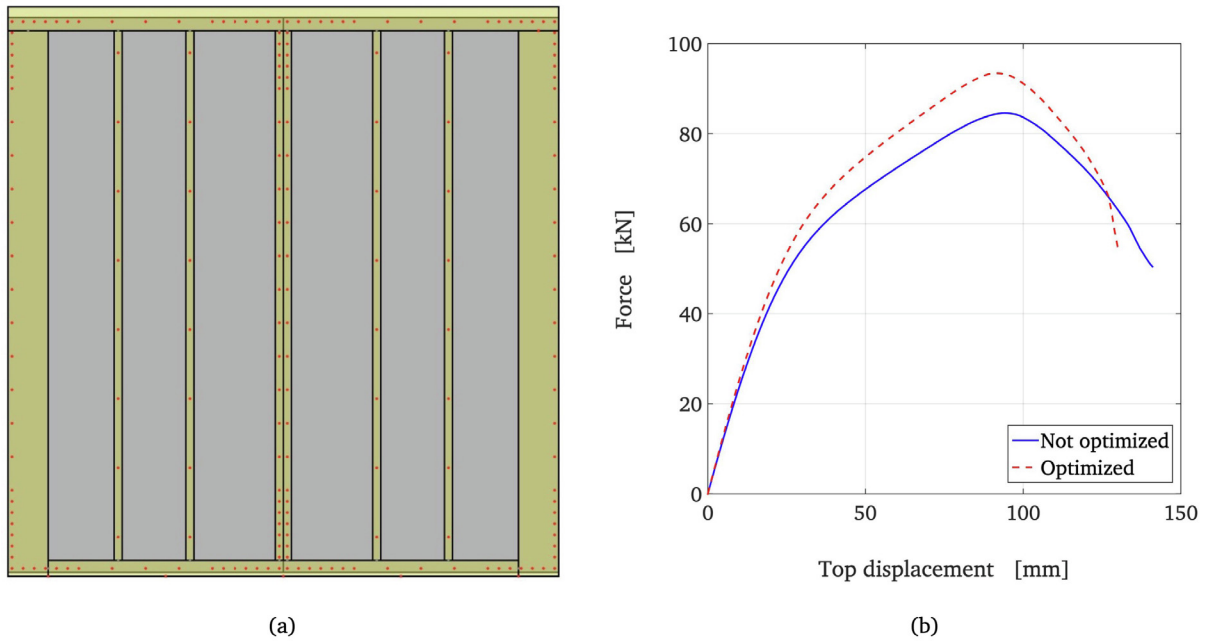 100
80
60
40
20
0
0
50
100
150
Force [kN]
Top displacement [mm]
Not optimized
Optimized
(a)
(b)